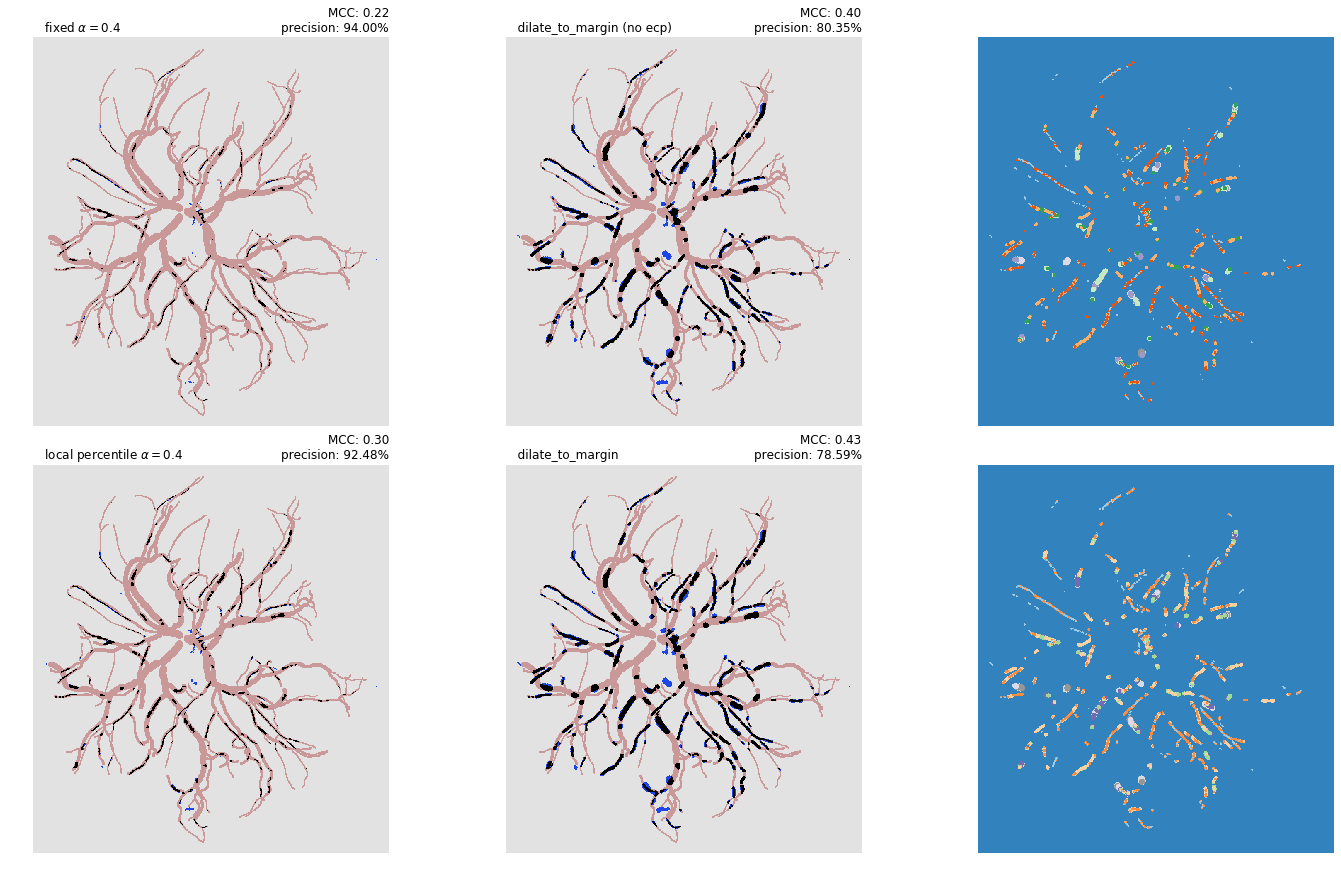 MCC: 0.22
fixed α = 0.4 precision: 94.00%
MCC: 0.40
dilate_to_margin (no ecp) precision: 80.35%
MCC: 0.30
local percentile α = 0.4 precision: 92.48%
MCC: 0.43
dilate_to_margin precision: 78.59%